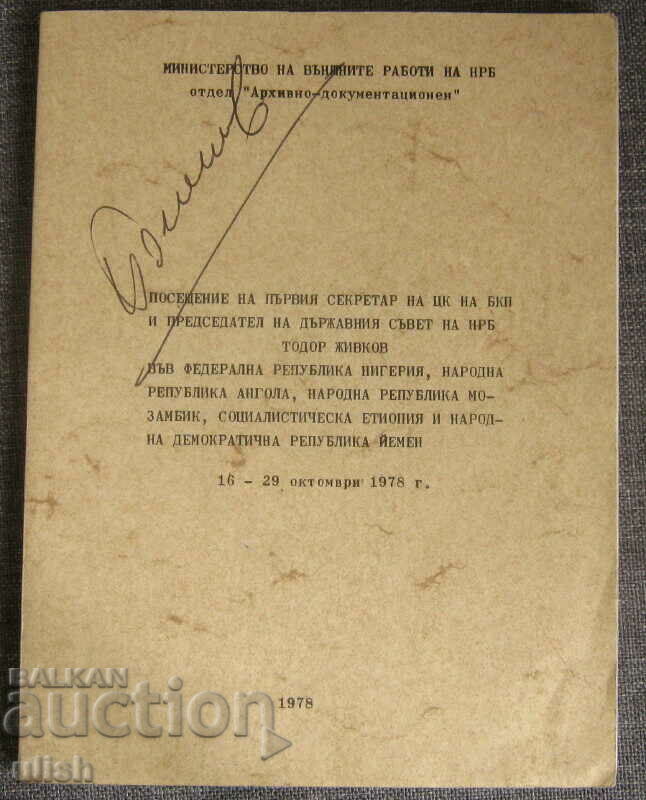 МИНИСТЕРСТВО НА ВЪНШНИТЕ РАБОТИ НА НРБ
отдел "Архивно-документационен"
ПОСЕЩЕНИЕ НА ПЪРВИЯ СЕКРЕТАР НА ЦК НА БКП
И ПРЕДСЕДАТЕЛ НА ДЪРЖАВНИЯ СЪВЕТ НА НРБ
ТОДОР ЖИВКОВ
ВЪВ ФЕДЕРАЛНА РЕПУБЛИКА НИГЕРИЯ, НАРОДНА
РЕПУБЛИКА АНГОЛА, НАРОДНА РЕПУБЛИКА МО-
ЗАМБИК, СОЦИАЛИСТИЧЕСКА ЕТИОПИЯ И НАРОД-
НА ДЕМОКРАТИЧНА РЕПУБЛИКА ЙЕМЕН
16 - 29 октомври 1978 г.
1978
BALKAN
auction
ulish